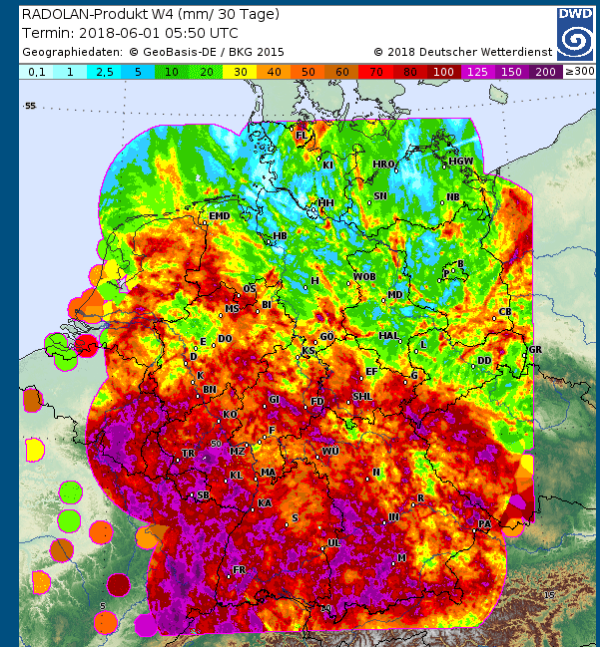 RADOLAN-Produkt W4 (mm/ 30 Tage)
DWD
Termin: 2018-06-01 05:50 UTC
Geographiedaten: © GeoBasis-DE / BKG 2015 © 2018 Deutscher Wetterdienst
0,1 1 2,5 5 10 20 30 40 50 60 70 80 100 125 150 200 ≥300
55
FL
KI
HRO HGW
HH SN NB
EMD
HB
H WOB P B
OS BI MD
MS CB
E DO GO HAL
D KS L GR
K EF G DD
BN
KO GI FD SHL
50 F
TR MZ WÜ
KL MA N
SB KA R
S IN PA
UL M
FR
5 15